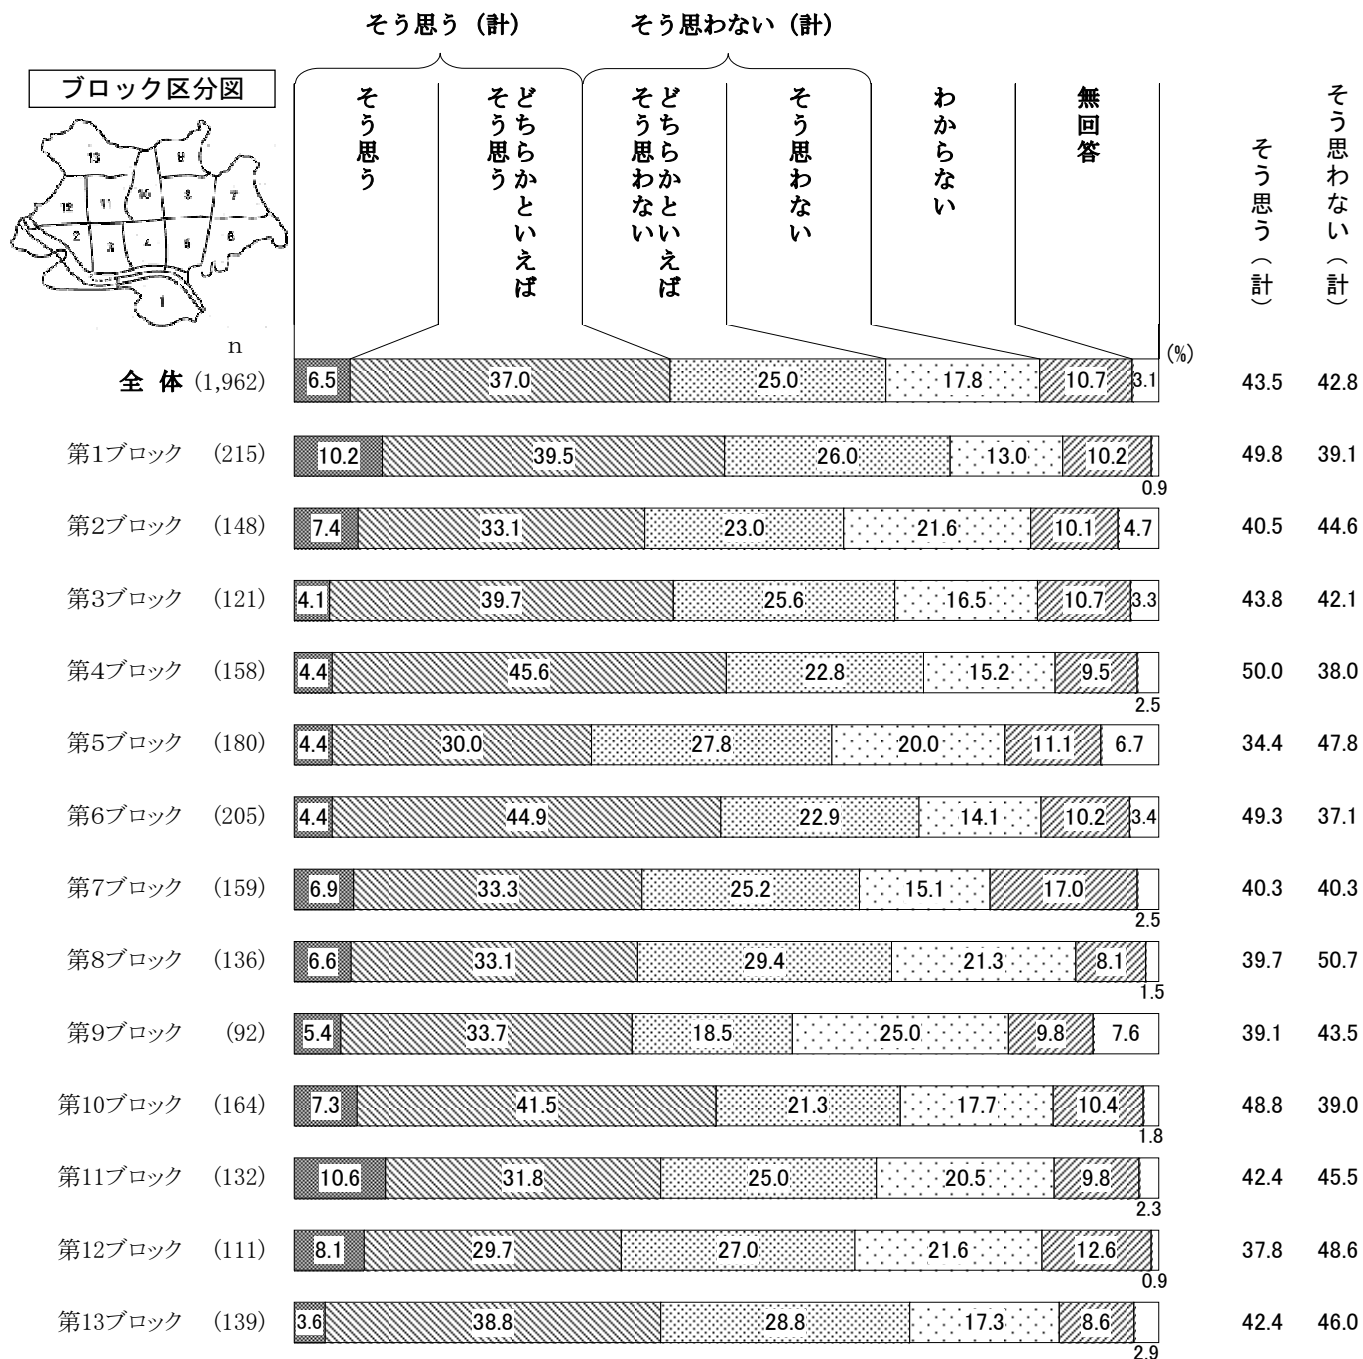 そう思う（計）
そう思わない（計）
ブロック区分図
そう思う
どちらかといえば
そう思う
どちらかといえば
そう思わない
そう思わない
わからない
無回答
そう思う（計）
そう思わない（計）
13
9
12
11
10
8
7
2
3
4
5
6
1
n
(%)
全 体 (1,962) 6.5 37.0 25.0 17.8 10.7 3.1 43.5 42.8
第1ブロック (215) 10.2 39.5 26.0 13.0 10.2 0.9 49.8 39.1
第2ブロック (148) 7.4 33.1 23.0 21.6 10.1 4.7 40.5 44.6
第3ブロック (121) 4.1 39.7 25.6 16.5 10.7 3.3 43.8 42.1
第4ブロック (158) 4.4 45.6 22.8 15.2 9.5 2.5 50.0 38.0
第5ブロック (180) 4.4 30.0 27.8 20.0 11.1 6.7 34.4 47.8
第6ブロック (205) 4.4 44.9 22.9 14.1 10.2 3.4 49.3 37.1
第7ブロック (159) 6.9 33.3 25.2 15.1 17.0 2.5 40.3 40.3
第8ブロック (136) 6.6 33.1 29.4 21.3 8.1 1.5 39.7 50.7
第9ブロック (92) 5.4 33.7 18.5 25.0 9.8 7.6 39.1 43.5
第10ブロック (164) 7.3 41.5 21.3 17.7 10.4 1.8 48.8 39.0
第11ブロック (132) 10.6 31.8 25.0 20.5 9.8 2.3 42.4 45.5
第12ブロック (111) 8.1 29.7 27.0 21.6 12.6 0.9 37.8 48.6
第13ブロック (139) 3.6 38.8 28.8 17.3 8.6 2.9 42.4 46.0